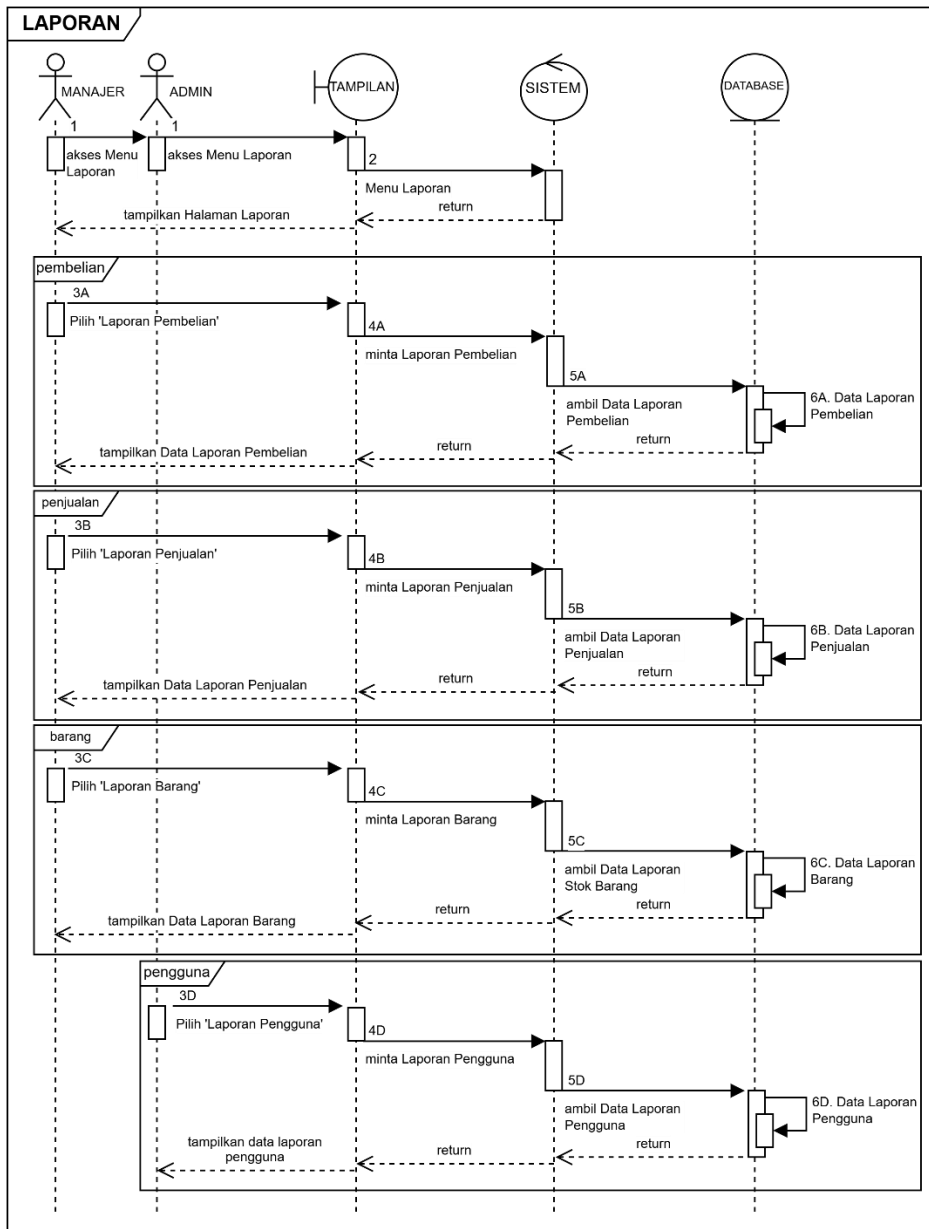 LAPORAN
MANAJER
ADMIN
TAMPILAN
SISTEM
DATABASE
1
1
akses Menu
Laporan
akses Menu Laporan
2
Menu Laporan
return
tampilkan Halaman Laporan
pembelian
3A
Pilih 'Laporan Pembelian'
4A
minta Laporan Pembelian
5A
ambil Data Laporan
Pembelian
6A. Data Laporan
Pembelian
return
return
tampilkan Data Laporan Pembelian
penjualan
3B
Pilih 'Laporan Penjualan'
4B
minta Laporan Penjualan
5B
ambil Data Laporan
Penjualan
6B. Data Laporan
Penjualan
return
return
tampilkan Data Laporan Penjualan
barang
3C
Pilih 'Laporan Barang'
4C
minta Laporan Barang
5C
ambil Data Laporan
Stok Barang
6C. Data Laporan
Barang
return
return
tampilkan Data Laporan Barang
pengguna
3D
Pilih 'Laporan Pengguna'
4D
minta Laporan Pengguna
5D
ambil Data Laporan
Pengguna
6D. Data Laporan
Pengguna
return
return
tampilkan data laporan
pengguna